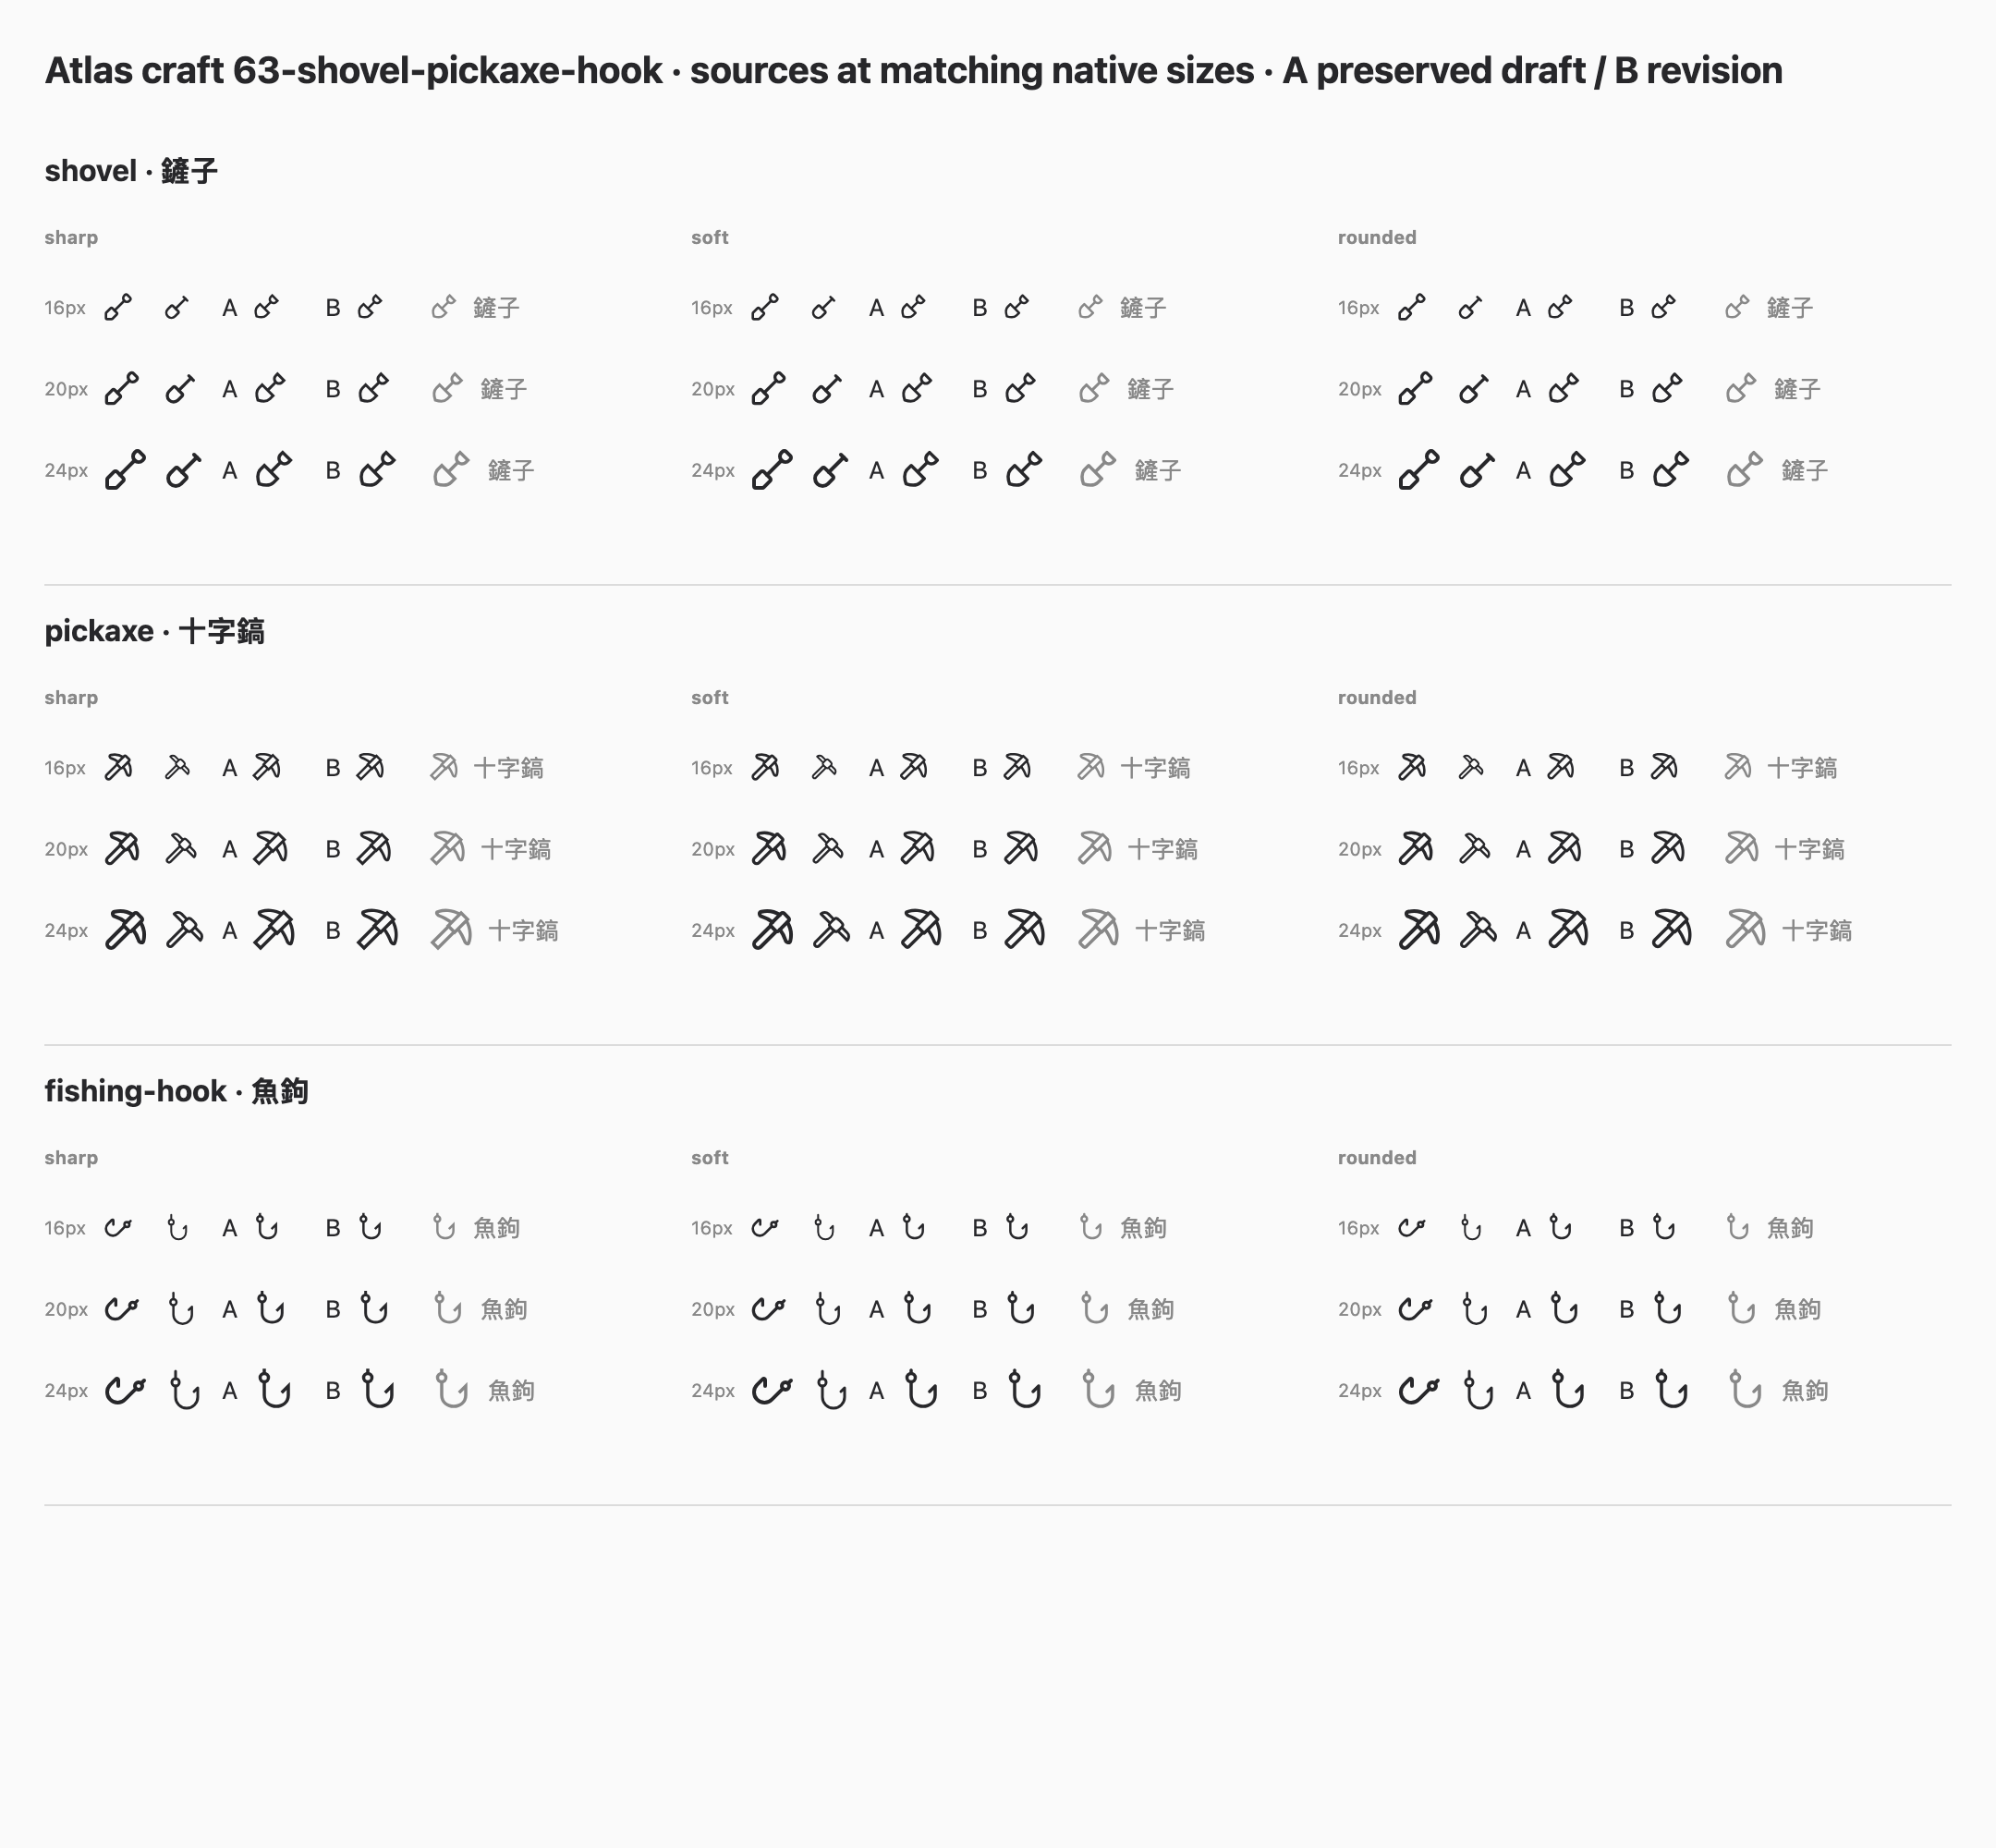 Atlas craft 63-shovel-pickaxe-hook · sources at matching native sizes · A preserved draft / B revision
shovel · 鏟子
sharp soft rounded
16px A B 鏟子 16px A B 鏟子 16px A B 鏟子
20px A B 鏟子 20px A B 鏟子 20px A B 鏟子
24px A B 鏟子 24px A B 鏟子 24px A B 鏟子
pickaxe · 十字鎬
sharp soft rounded
16px A B 十字鎬 16px A B 十字鎬 16px A B 十字鎬
20px A B 十字鎬 20px A B 十字鎬 20px A B 十字鎬
24px A B 十字鎬 24px A B 十字鎬 24px A B 十字鎬
fishing-hook · 魚鉤
sharp soft rounded
16px A B 魚鉤 16px A B 魚鉤 16px A B 魚鉤
20px A B 魚鉤 20px A B 魚鉤 20px A B 魚鉤
24px A B 魚鉤 24px A B 魚鉤 24px A B 魚鉤